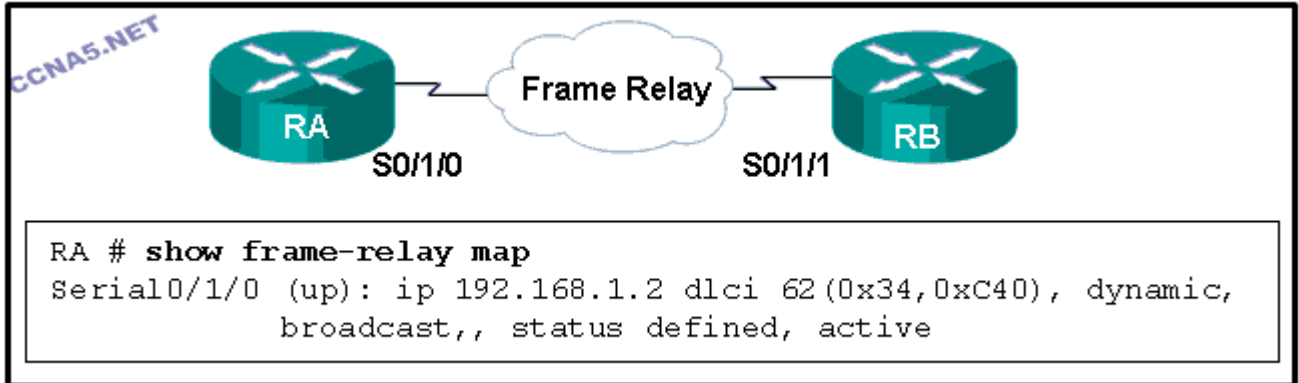 CCNA5.NET
Frame Relay
RA
RB
S0/1/0
S0/1/1
RA # show frame-relay map
Serial0/1/0 (up): ip 192.168.1.2 dlci 62(0x34,0xC40), dynamic,
broadcast,, status defined, active